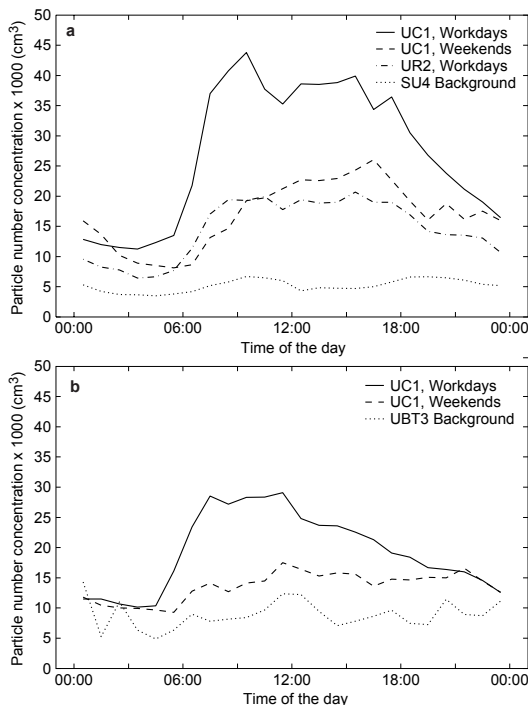 a
UC1, Workdays
UC1, Weekends
UR2, Workdays
SU4 Background
Particle number concentration x 1000 (cm3)
50
45
40
35
30
25
20
15
10
5
0
00:00 06:00 12:00 18:00 00:00
Time of the day
b
UC1, Workdays
UC1, Weekends
UBT3 Background
Particle number concentration x 1000 (cm3)
50
45
40
35
30
25
20
15
10
5
0
00:00 06:00 12:00 18:00 00:00
Time of the day